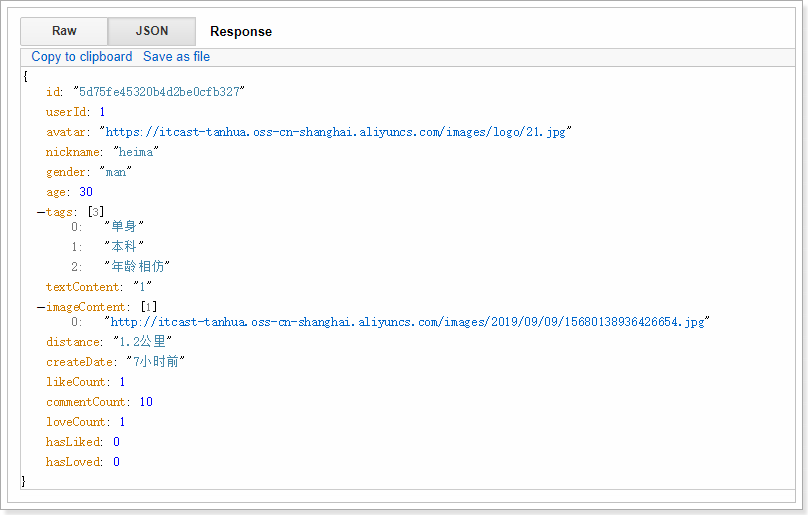 Raw JSON Response
Copy to clipboard Save as file
{
id: "5d75fe45320b4d2be0cfb327"
userId: 1
avatar: "https://itcast-tanhua.oss-cn-shanghai.aliyuncs.com/images/logo/21.jpg"
nickname: "heima"
gender: "man"
age: 30
−tags: [3]
0: "单身"
1: "本科"
2: "年龄相仿"
textContent: "1"
−imageContent: [1]
0: "http://itcast-tanhua.oss-cn-shanghai.aliyuncs.com/images/2019/09/09/15680138936426654.jpg"
distance: "1.2公里"
createDate: "7小时前"
likeCount: 1
commentCount: 10
loveCount: 1
hasLiked: 0
hasLoved: 0
}